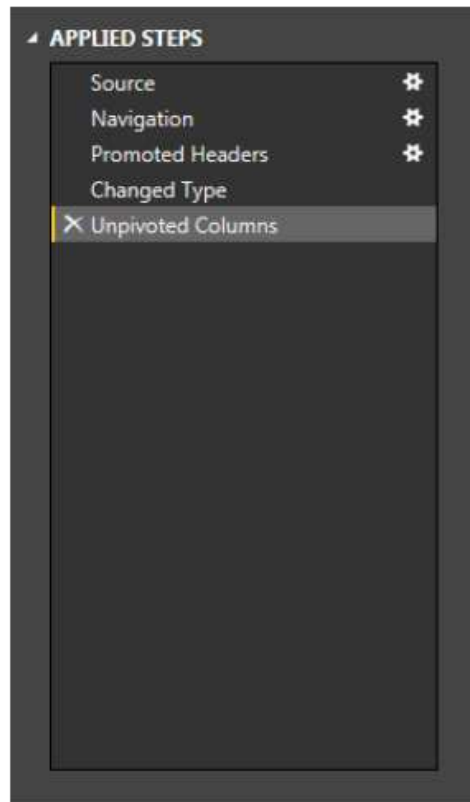 APPLIED STEPS
Source
Navigation
Promoted Headers
Changed Type
Unpivoted Columns